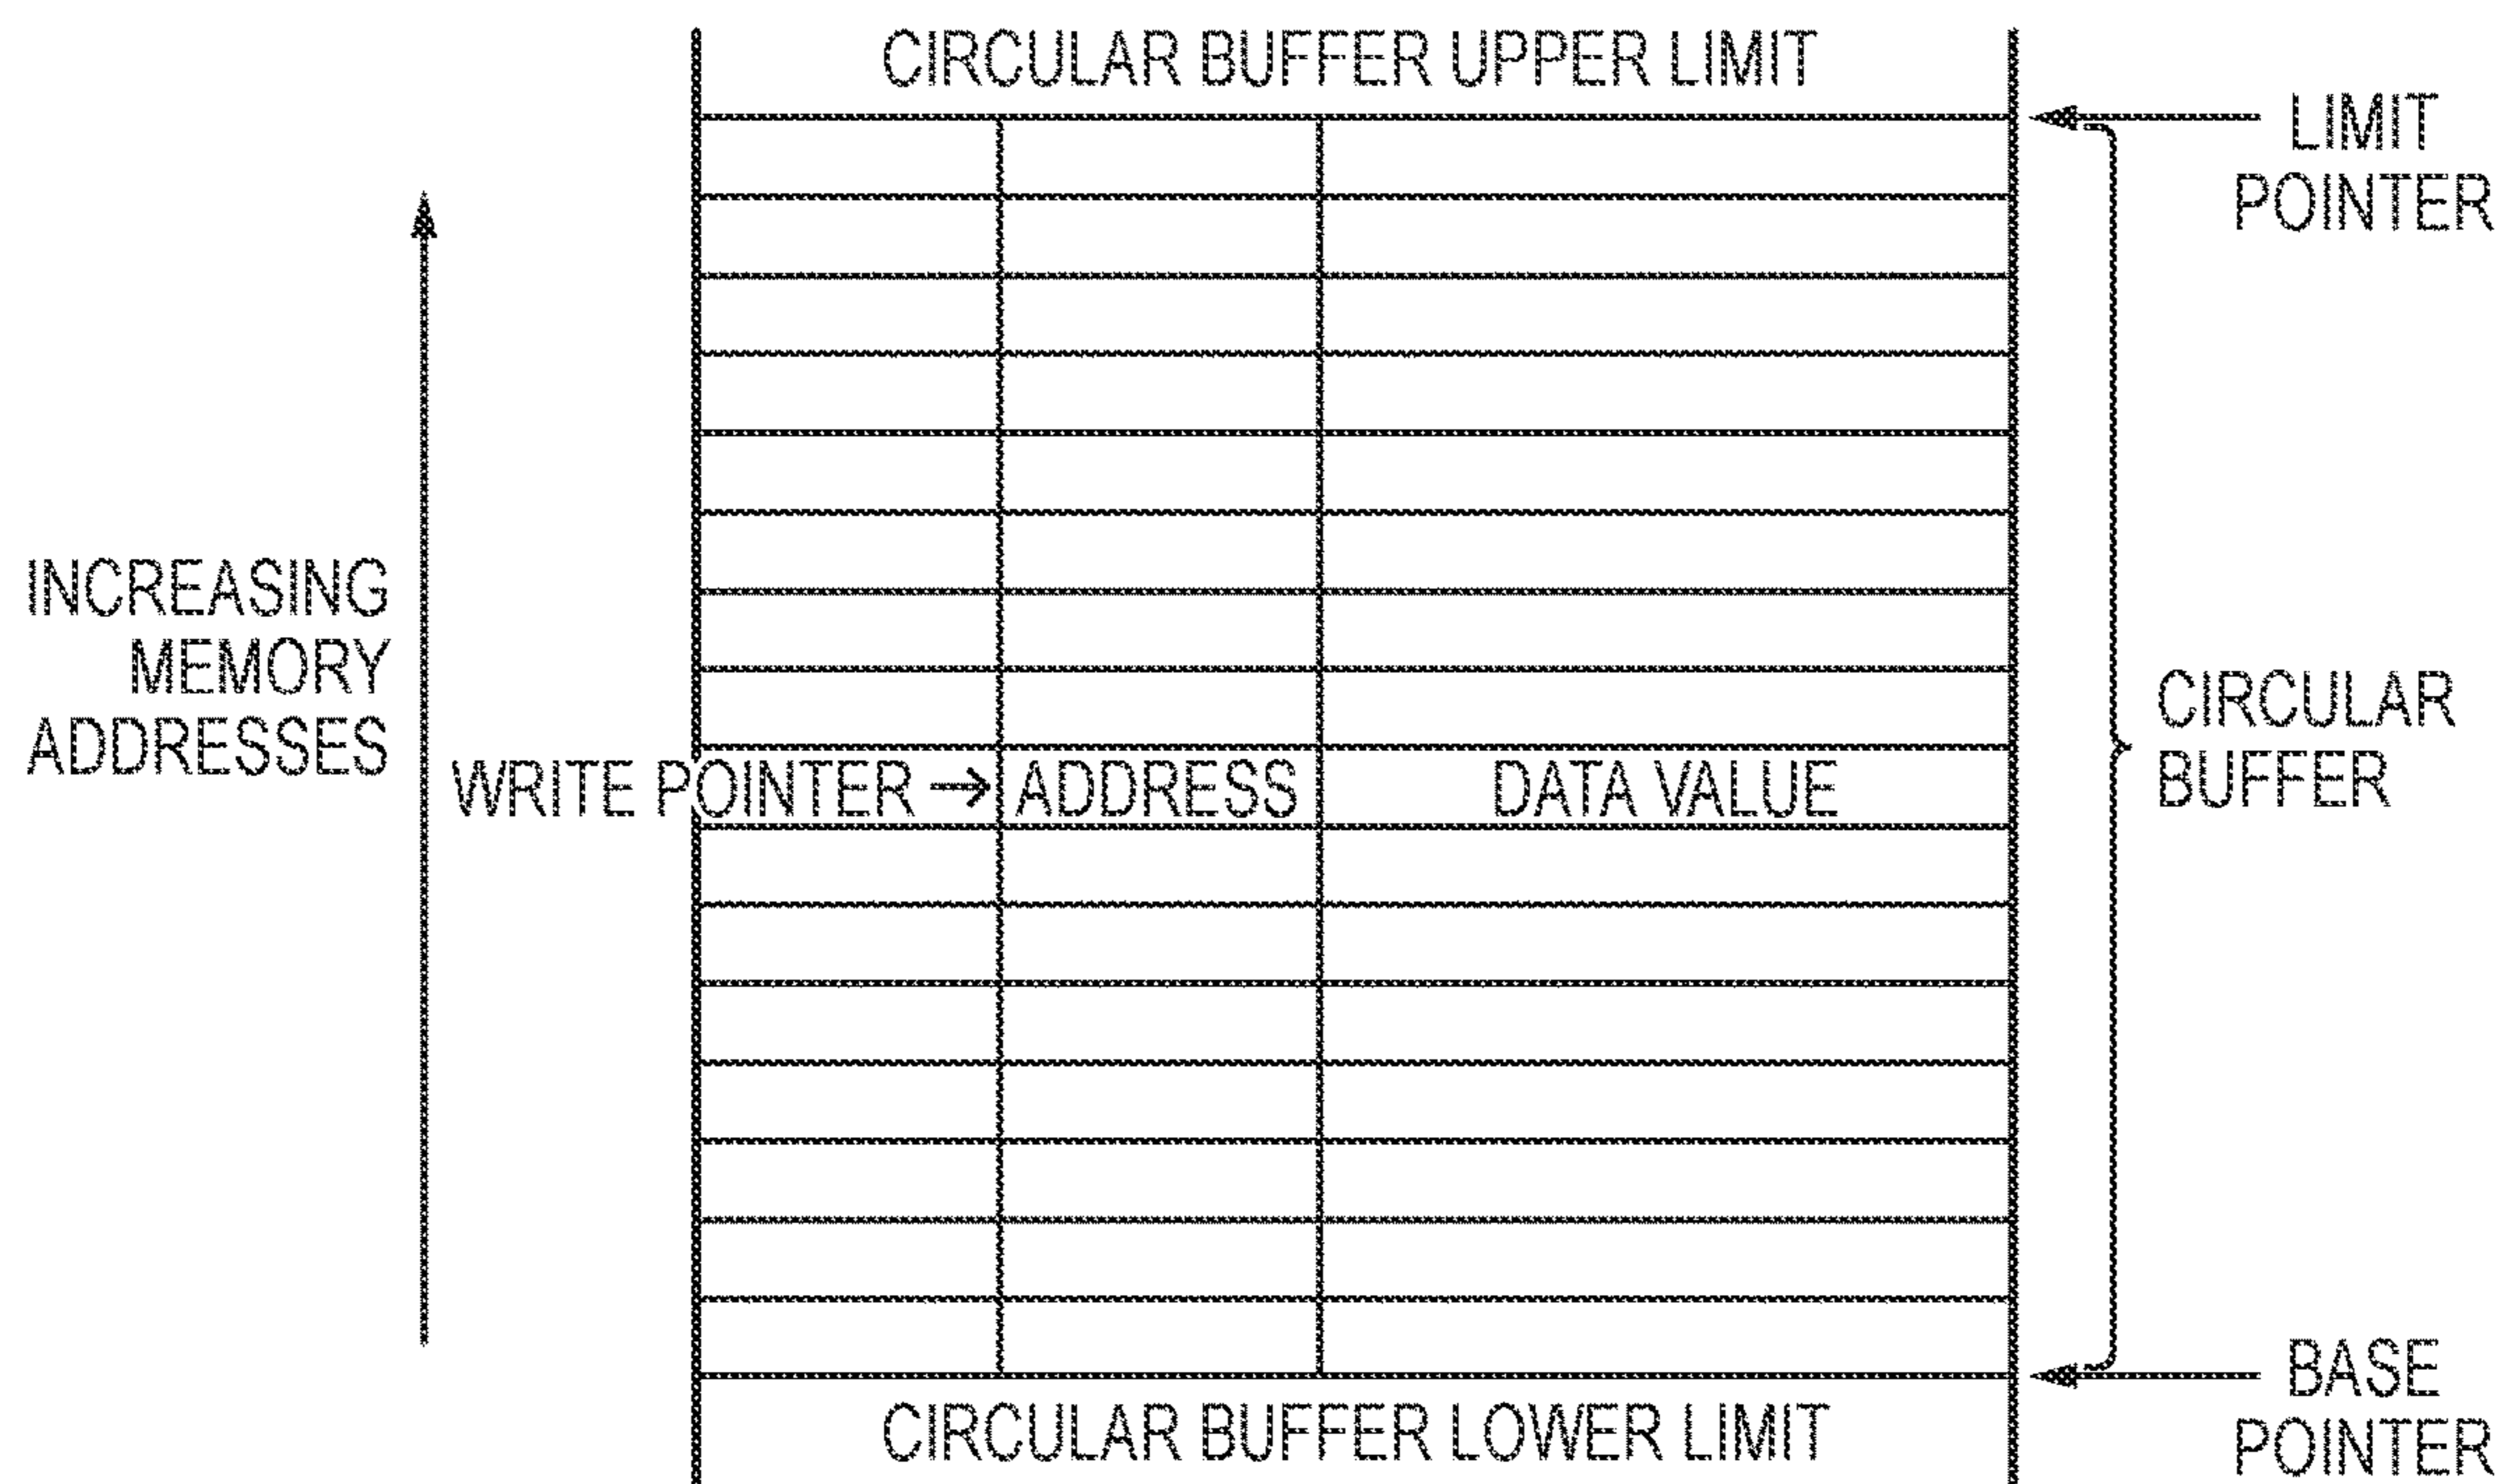 CIRCULAR BUFFER UPPER LIMIT
LIMIT
POINTER
INCREASING
MEMORY
ADDRESSES
WRITE POINTER → ADDRESS DATA VALUE
CIRCULAR
BUFFER
BASE
POINTER
CIRCULAR BUFFER LOWER LIMIT